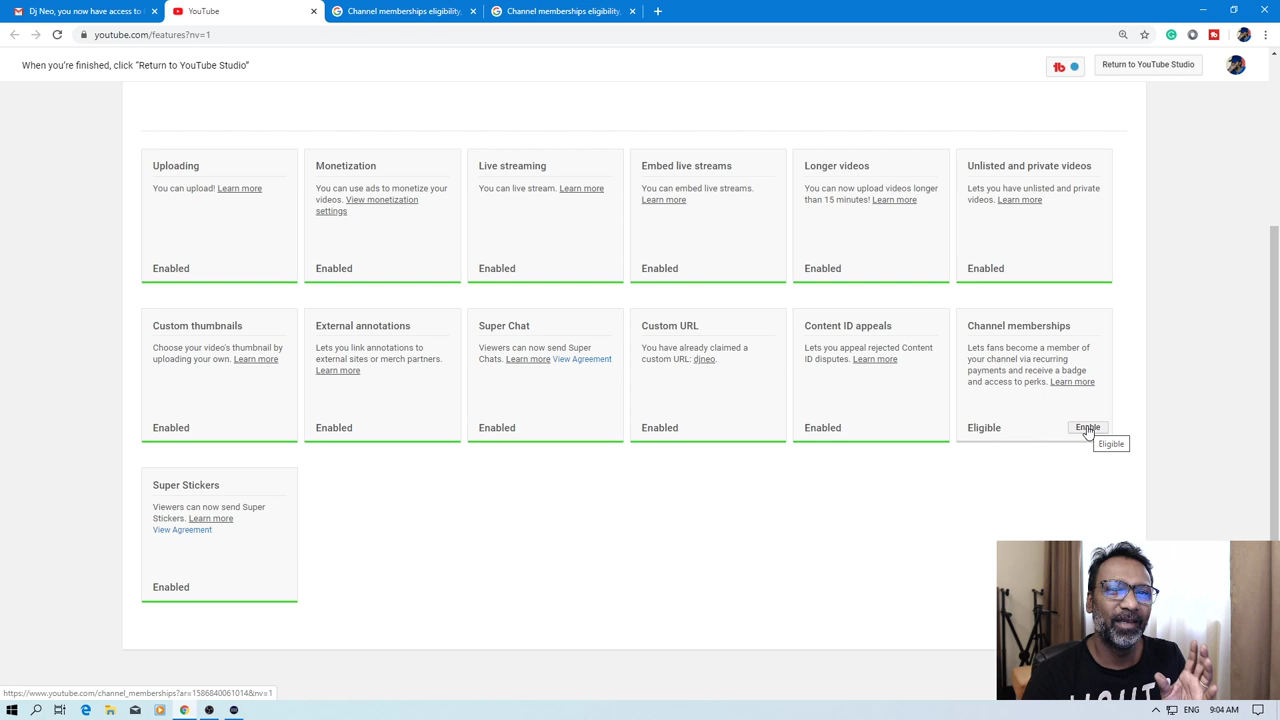 Dj Neo, you now have access to
YouTube
Channel memberships eligibility,
Channel memberships eligibility,
youtube.com/features?nv=1
When you're finished, click "Return to YouTube Studio"
tb
Return to YouTube Studio
Uploading
You can upload! Learn more
Enabled
Monetization
You can use ads to monetize your
videos. View monetization
settings
Enabled
Live streaming
You can live stream. Learn more
Enabled
Embed live streams
You can embed live streams.
Learn more
Enabled
Longer videos
You can now upload videos longer
than 15 minutes! Learn more
Enabled
Unlisted and private videos
Lets you have unlisted and private
videos. Learn more
Enabled
Custom thumbnails
Choose your video's thumbnail by
uploading your own. Learn more
Enabled
External annotations
Lets you link annotations to
external sites or merch partners.
Learn more
Enabled
Super Chat
Viewers can now send Super
Chats. Learn more View Agreement
Enabled
Custom URL
You have already claimed a
custom URL: djneo.
Enabled
Content ID appeals
Lets you appeal rejected Content
ID disputes. Learn more
Enabled
Channel memberships
Lets fans become a member of
your channel via recurring
payments and receive a badge
and access to perks. Learn more
Eligible Enable
Eligible
Super Stickers
Viewers can now send Super
Stickers. Learn more
View Agreement
Enabled
https://www.youtube.com/channel_memberships?ar=1586840061014&nv=1
ENG 9:04 AM